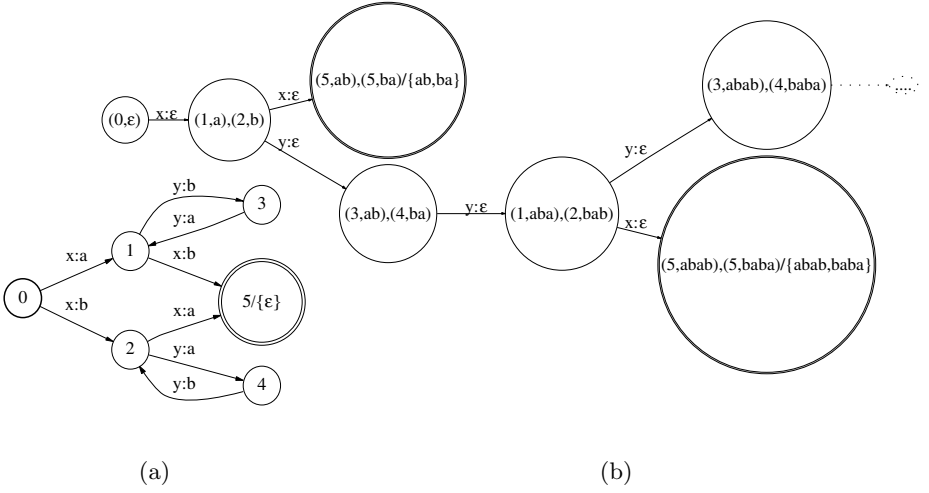 (0,ε)
x:ε
(1,a),(2,b)
x:ε
(5,ab),(5,ba)/{ab,ba}
y:ε
(3,ab),(4,ba)
y:ε
(1,aba),(2,bab)
y:ε
(3,abab),(4,baba)
....
x:ε
(5,abab),(5,baba)/{abab,baba}
0
x:a
1
y:b
3
y:a
x:b
5/{ε}
x:b
2
x:a
y:a
4
y:b
(a)
(b)